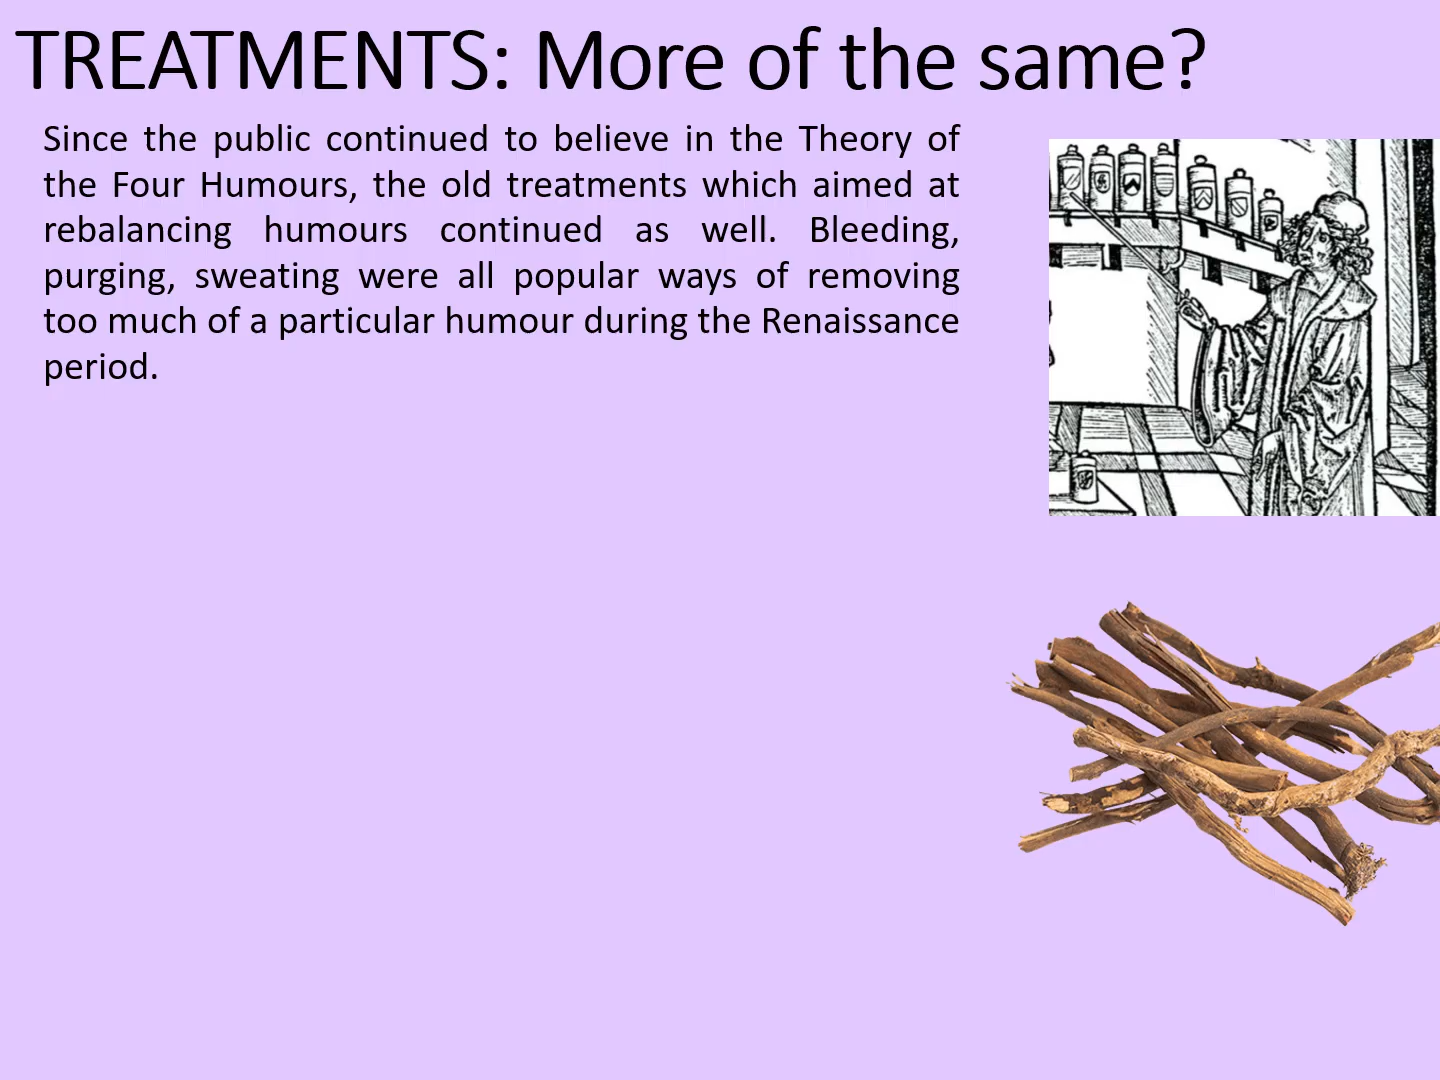 TREATMENTS: More of the same?
Since the public continued to believe in the Theory of
the Four Humours, the old treatments which aimed at
rebalancing humours continued as well. Bleeding,
purging, sweating were all popular ways of removing
too much of a particular humour during the Renaissance
period.